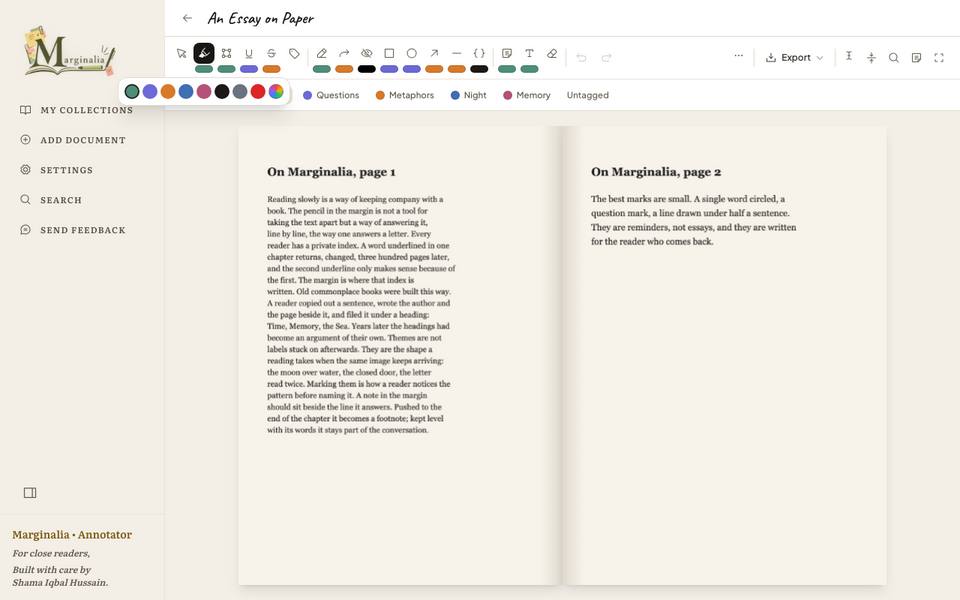 Marginalia
An Essay on Paper
Export
MY COLLECTIONS
ADD DOCUMENT
SETTINGS
SEARCH
SEND FEEDBACK
Questions
Metaphors
Night
Memory
Untagged
On Marginalia, page 1
Reading slowly is a way of keeping company with a
book. The pencil in the margin is not a tool for
taking the text apart but a way of answering it,
line by line, the way one answers a letter. Every
reader has a private index. A word underlined in one
chapter returns, changed, three hundred pages later,
and the second underline only makes sense because of
the first. The margin is where that index is
written. Old commonplace books were built this way.
A reader copied out a sentence, wrote the author and
the page beside it, and filed it under a heading:
Time, Memory, the Sea. Years later the headings had
become an argument of their own. Themes are not
labels stuck on afterwards. They are the shape a
reading takes when the same image keeps arriving:
the moon over water, the closed door, the letter
read twice. Marking them is how a reader notices the
pattern before naming it. A note in the margin
should sit beside the line it answers. Pushed to the
end of the chapter it becomes a footnote; kept level
with its words it stays part of the conversation.
On Marginalia, page 2
The best marks are small. A single word circled, a
question mark, a line drawn under half a sentence.
They are reminders, not essays, and they are written
for the reader who comes back.
Marginalia • Annotator
For close readers,
Built with care by
Shama Iqbal Hussain.